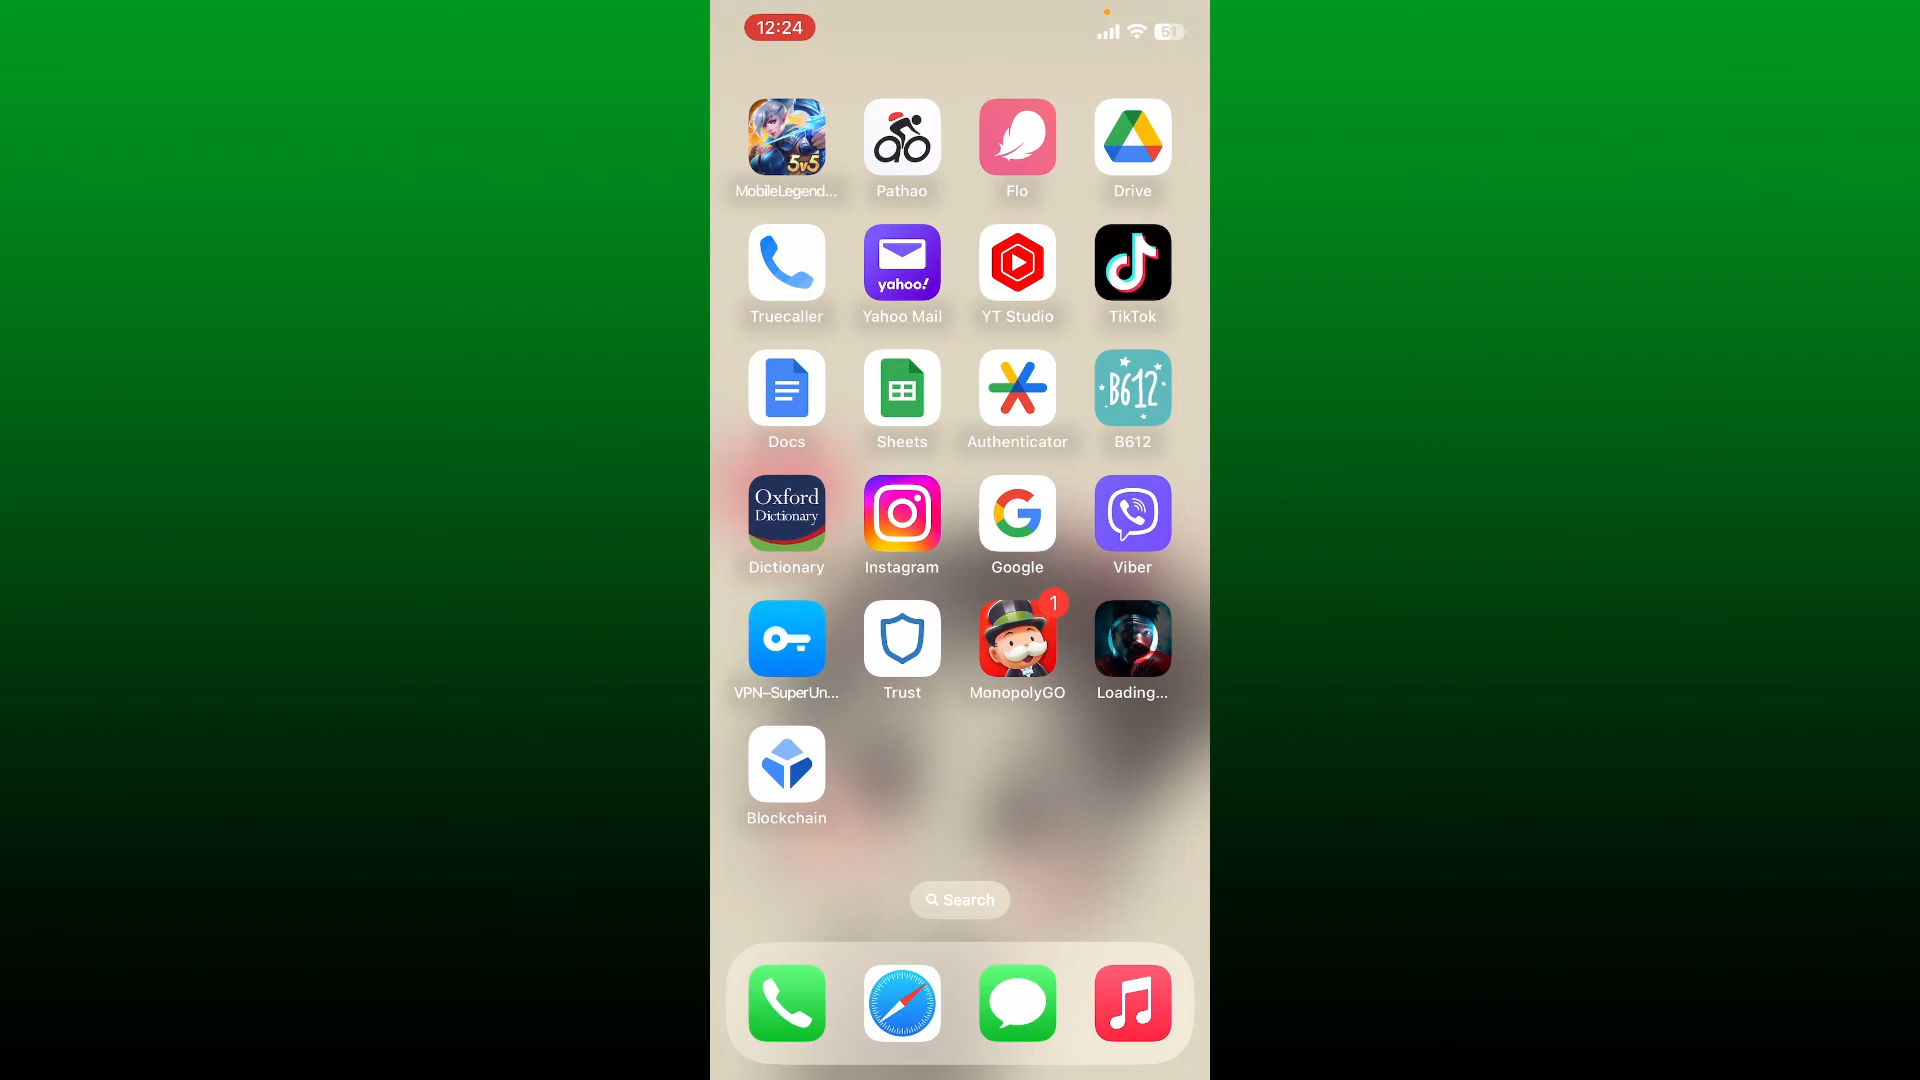 12:24
51
5v5
MobileLegend...
Pathao
Flo
Drive
yahoo!
Truecaller
Yahoo Mail
YT Studio
TikTok
B612
Docs
Sheets
Authenticator
B612
Oxford
Dictionary
Dictionary
Instagram
Google
Viber
1
VPN–SuperUn...
Trust
MonopolyGO
Loading...
Blockchain
Search